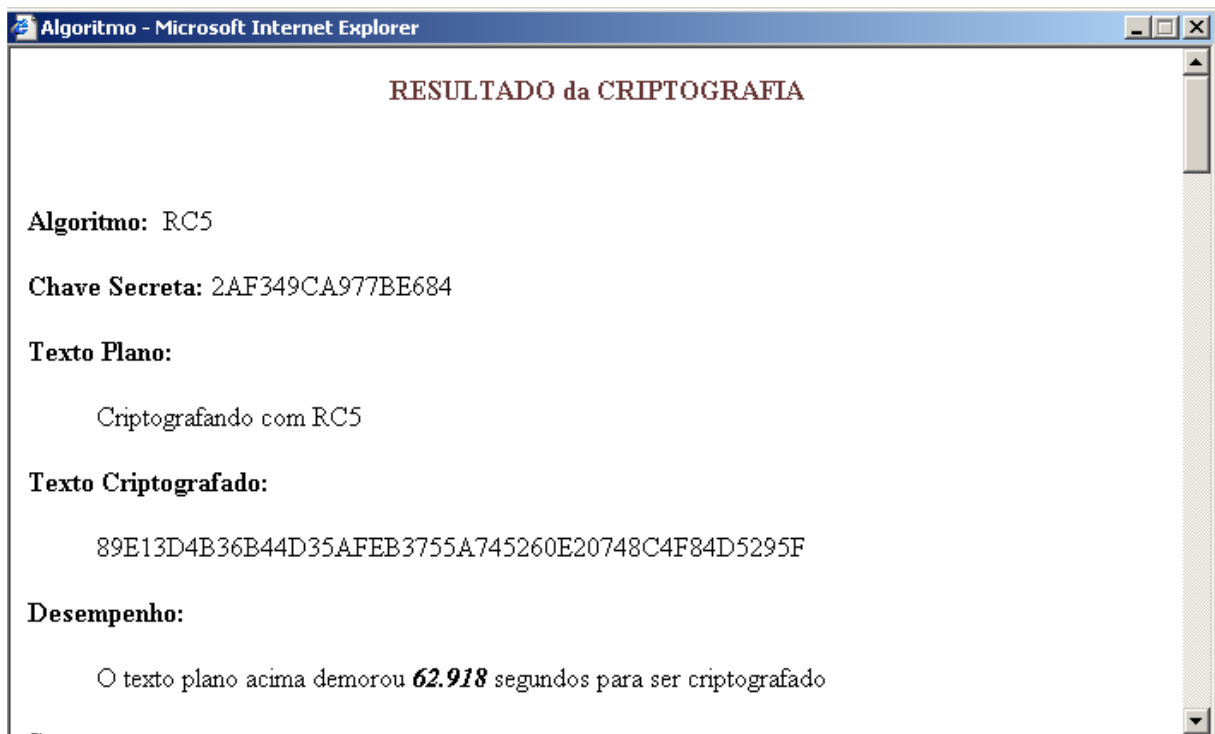 Algoritmo - Microsoft Internet Explorer
RESULTADO da CRIPTOGRAFIA
Algoritmo: RC5
Chave Secreta: 2AF349CA977BE684
Texto Plano:
Criptografando com RC5
Texto Criptografado:
89E13D4B36B44D35AFEB3755A745260E20748C4F84D5295F
Desempenho:
O texto plano acima demorou 62.918 segundos para ser criptografado